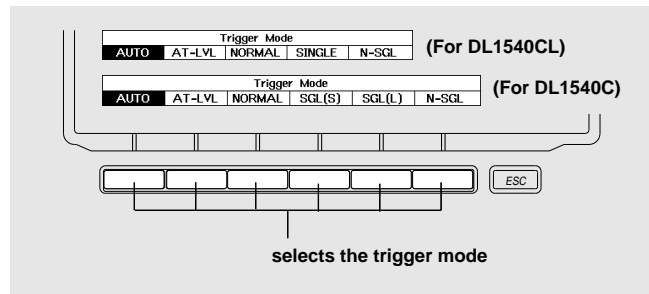 Trigger Mode
AUTO AT-LVL NORMAL SINGLE N-SGL (For DL1540CL)
Trigger Mode
AUTO AT-LVL NORMAL SGL(S) SGL(L) N-SGL (For DL1540C)
ESC
selects the trigger mode